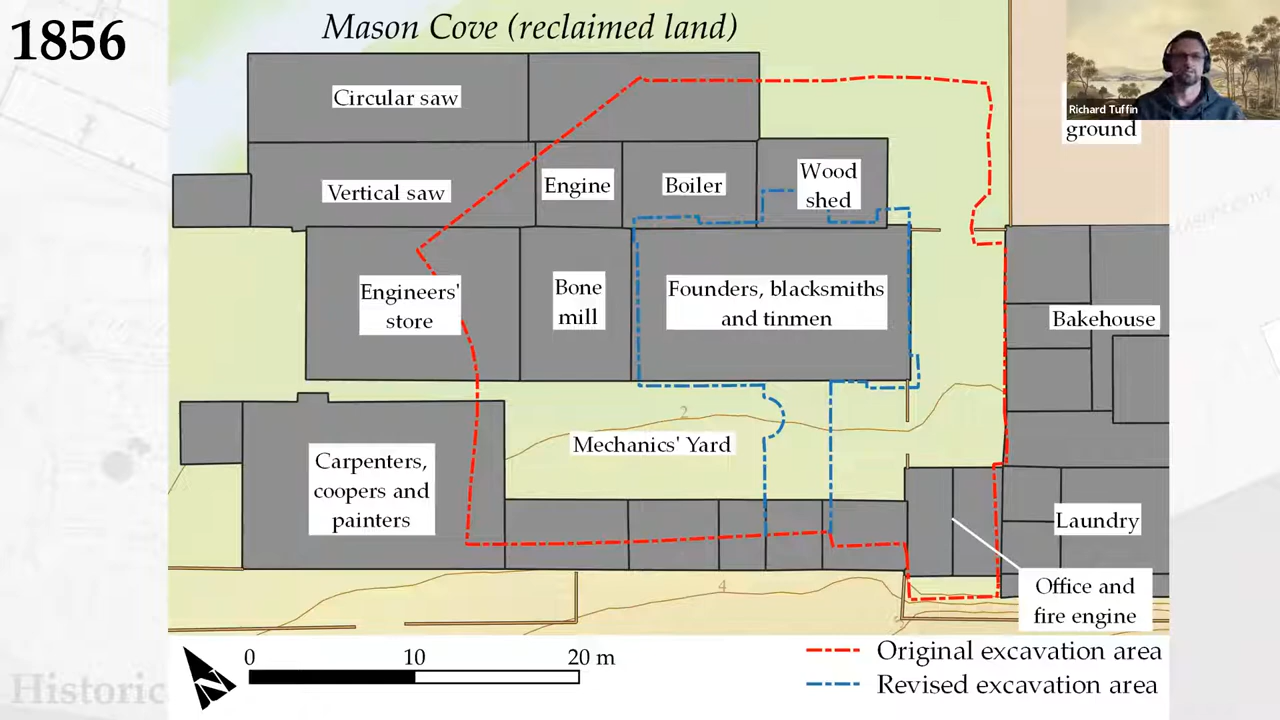 1856
Mason Cove (reclaimed land)
Richard Tuffin
ground
Circular saw
Vertical saw
Engine
Boiler
Wood
shed
Engineers'
store
Bone
mill
Founders, blacksmiths
and tinmen
Bakehouse
2
Mechanics' Yard
Carpenters,
coopers and
painters
Laundry
4
Office and
fire engine
0 10 20 m
Original excavation area
Revised excavation area
Historic